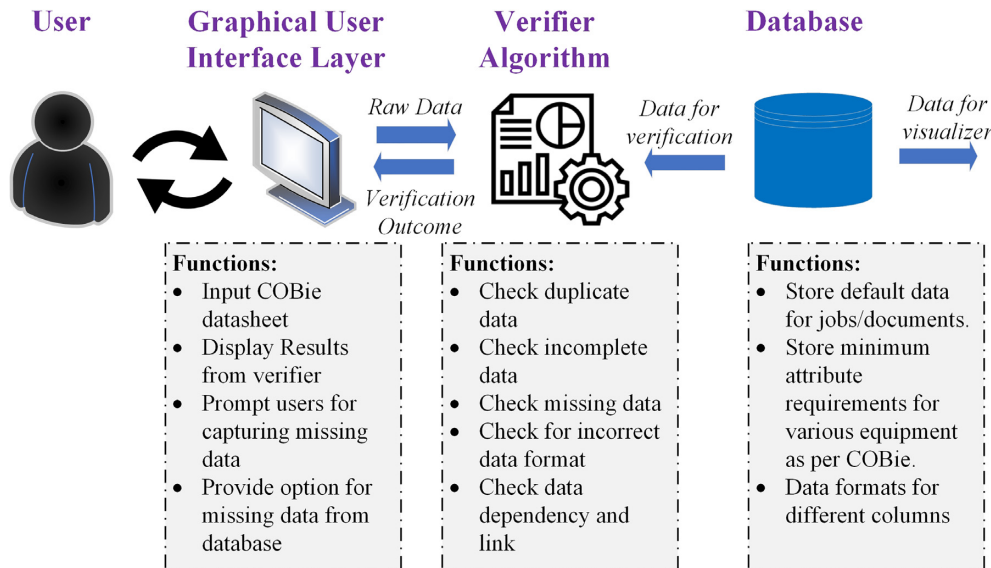 User
Graphical User
Interface Layer
Verifier
Algorithm
Database
Raw Data
Verification
Outcome
Data for
verification
Data for
visualizer
Functions:
• Input COBie
datasheet
• Display Results
from verifier
• Prompt users for
capturing missing
data
• Provide option for
missing data from
database
Functions:
• Check duplicate
data
• Check incomplete
data
• Check missing data
• Check for incorrect
data format
• Check data
dependency and
link
Functions:
• Store default data
for jobs/documents.
• Store minimum
attribute
requirements for
various equipment
as per COBie.
• Data formats for
different columns